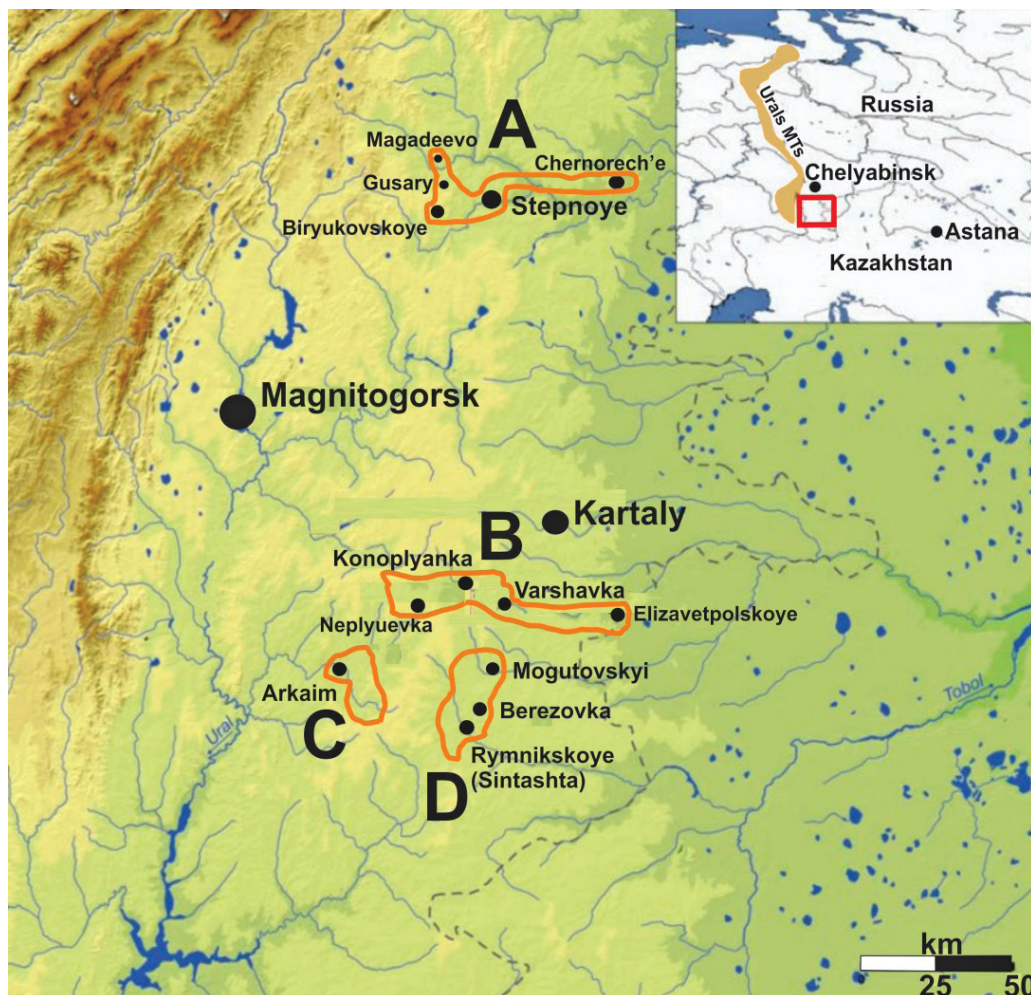 A
Magadeevo
Gusary
Biryukovskoye
Chernorech'e
Stepnoye
Urals MTs
Russia
Chelyabinsk
Astana
Kazakhstan
Magnitogorsk
Kartaly
B
Konoplyanka
Varshavka
Neplyuevka
Elizavetpolskoye
Mogutovskyi
Arkaim
Berezovka
C
Rymnikskoye
(Sintashta)
D
Ural
Tobol
km
25 50